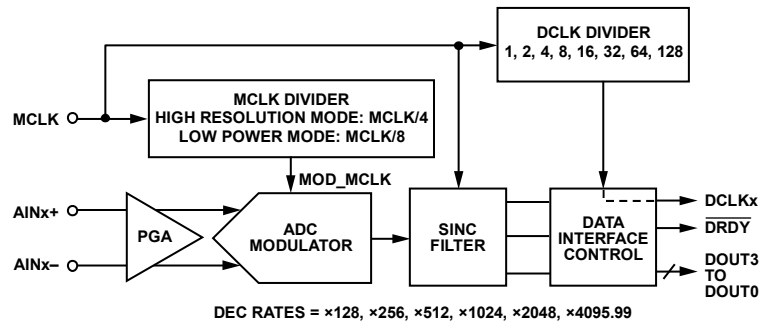 DCLK DIVIDER
1, 2, 4, 8, 16, 32, 64, 128
MCLK
MCLK DIVIDER
HIGH RESOLUTION MODE: MCLK/4
LOW POWER MODE: MCLK/8
MOD_MCLK
AINx+
AINx–
PGA
ADC
MODULATOR
SINC
FILTER
DATA
INTERFACE
CONTROL
DCLKx
DRDY
DOUT3
TO
DOUT0
DEC RATES = ×128, ×256, ×512, ×1024, ×2048, ×4095.99